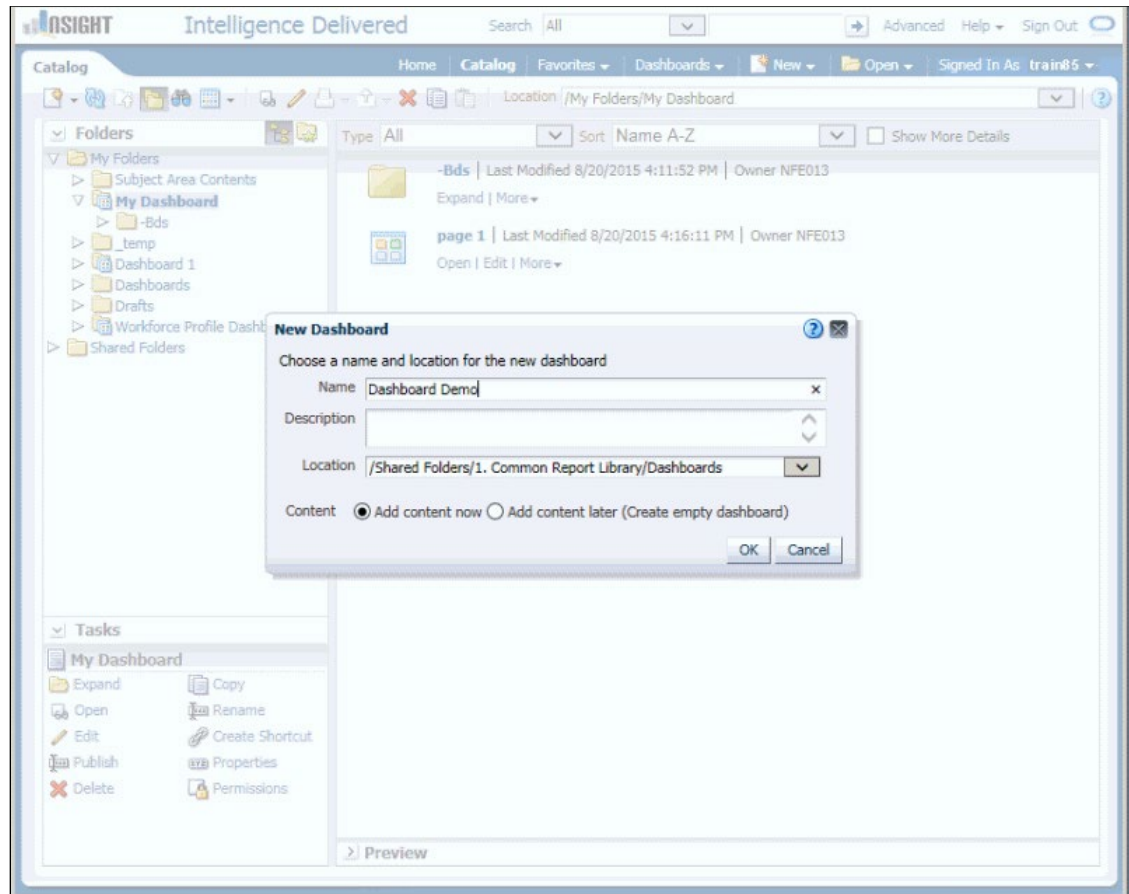 INSIGHT Intelligence Delivered Search All Advanced Help Sign Out
Catalog Home Catalog Favorites Dashboards New Open Signed In As train85
Location /My Folders/My Dashboard
Folders
My Folders
Subject Area Contents
My Dashboard
-Bds
_temp
Dashboard 1
Dashboards
Drafts
Workforce Profile Dashb
Shared Folders
Type All Sort Name A-Z Show More Details
-Bds | Last Modified 8/20/2015 4:11:52 PM | Owner NFE013
Expand | More
page 1 | Last Modified 8/20/2015 4:16:11 PM | Owner NFE013
Open | Edit | More
New Dashboard
Choose a name and location for the new dashboard
Name Dashboard Demo
Description
Location /Shared Folders/1. Common Report Library/Dashboards
Content Add content now Add content later (Create empty dashboard)
OK Cancel
Tasks
My Dashboard
Expand Copy
Open Rename
Edit Create Shortcut
Publish Properties
Delete Permissions
Preview